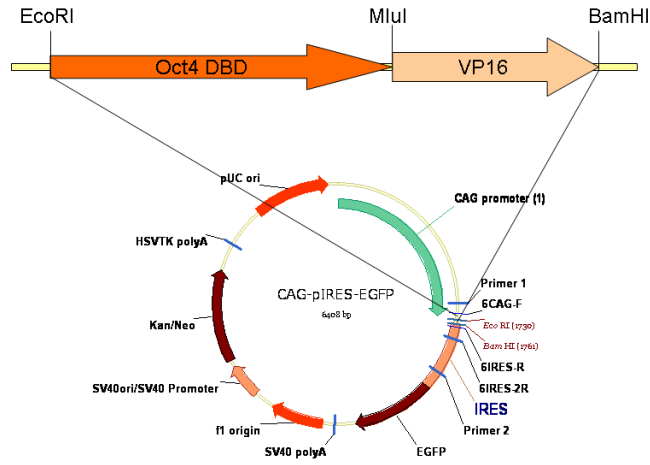 EcoRI
MluI
BamHI
Oct4 DBD
VP16
pUC ori
CAG promoter (1)
HSVTK polyA
Primer 1
6CAG-F
CAG-pIRES-EGFP
6408 bp
Eco RI (1730)
Bam HI (1761)
Kan/Neo
6IRES-R
6IRES-2R
SV40ori/SV40 Promoter
IRES
Primer 2
f1 origin
SV40 polyA
EGFP